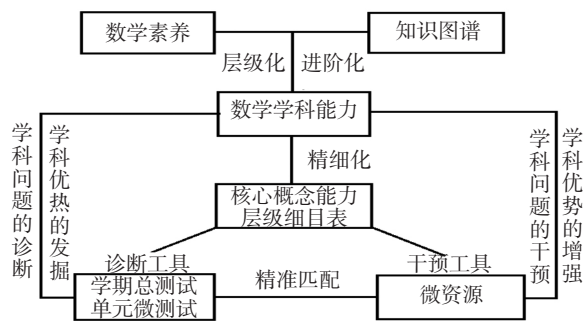 数学素养
知识图谱
层级化
进阶化
数学学科能力
精细化
核心概念能力
层级细目表
学科问题的诊断
学科优热的发掘
学科问题的干预
学科优势的增强
诊断工具
学期总测试
单元微测试
精准匹配
干预工具
微资源